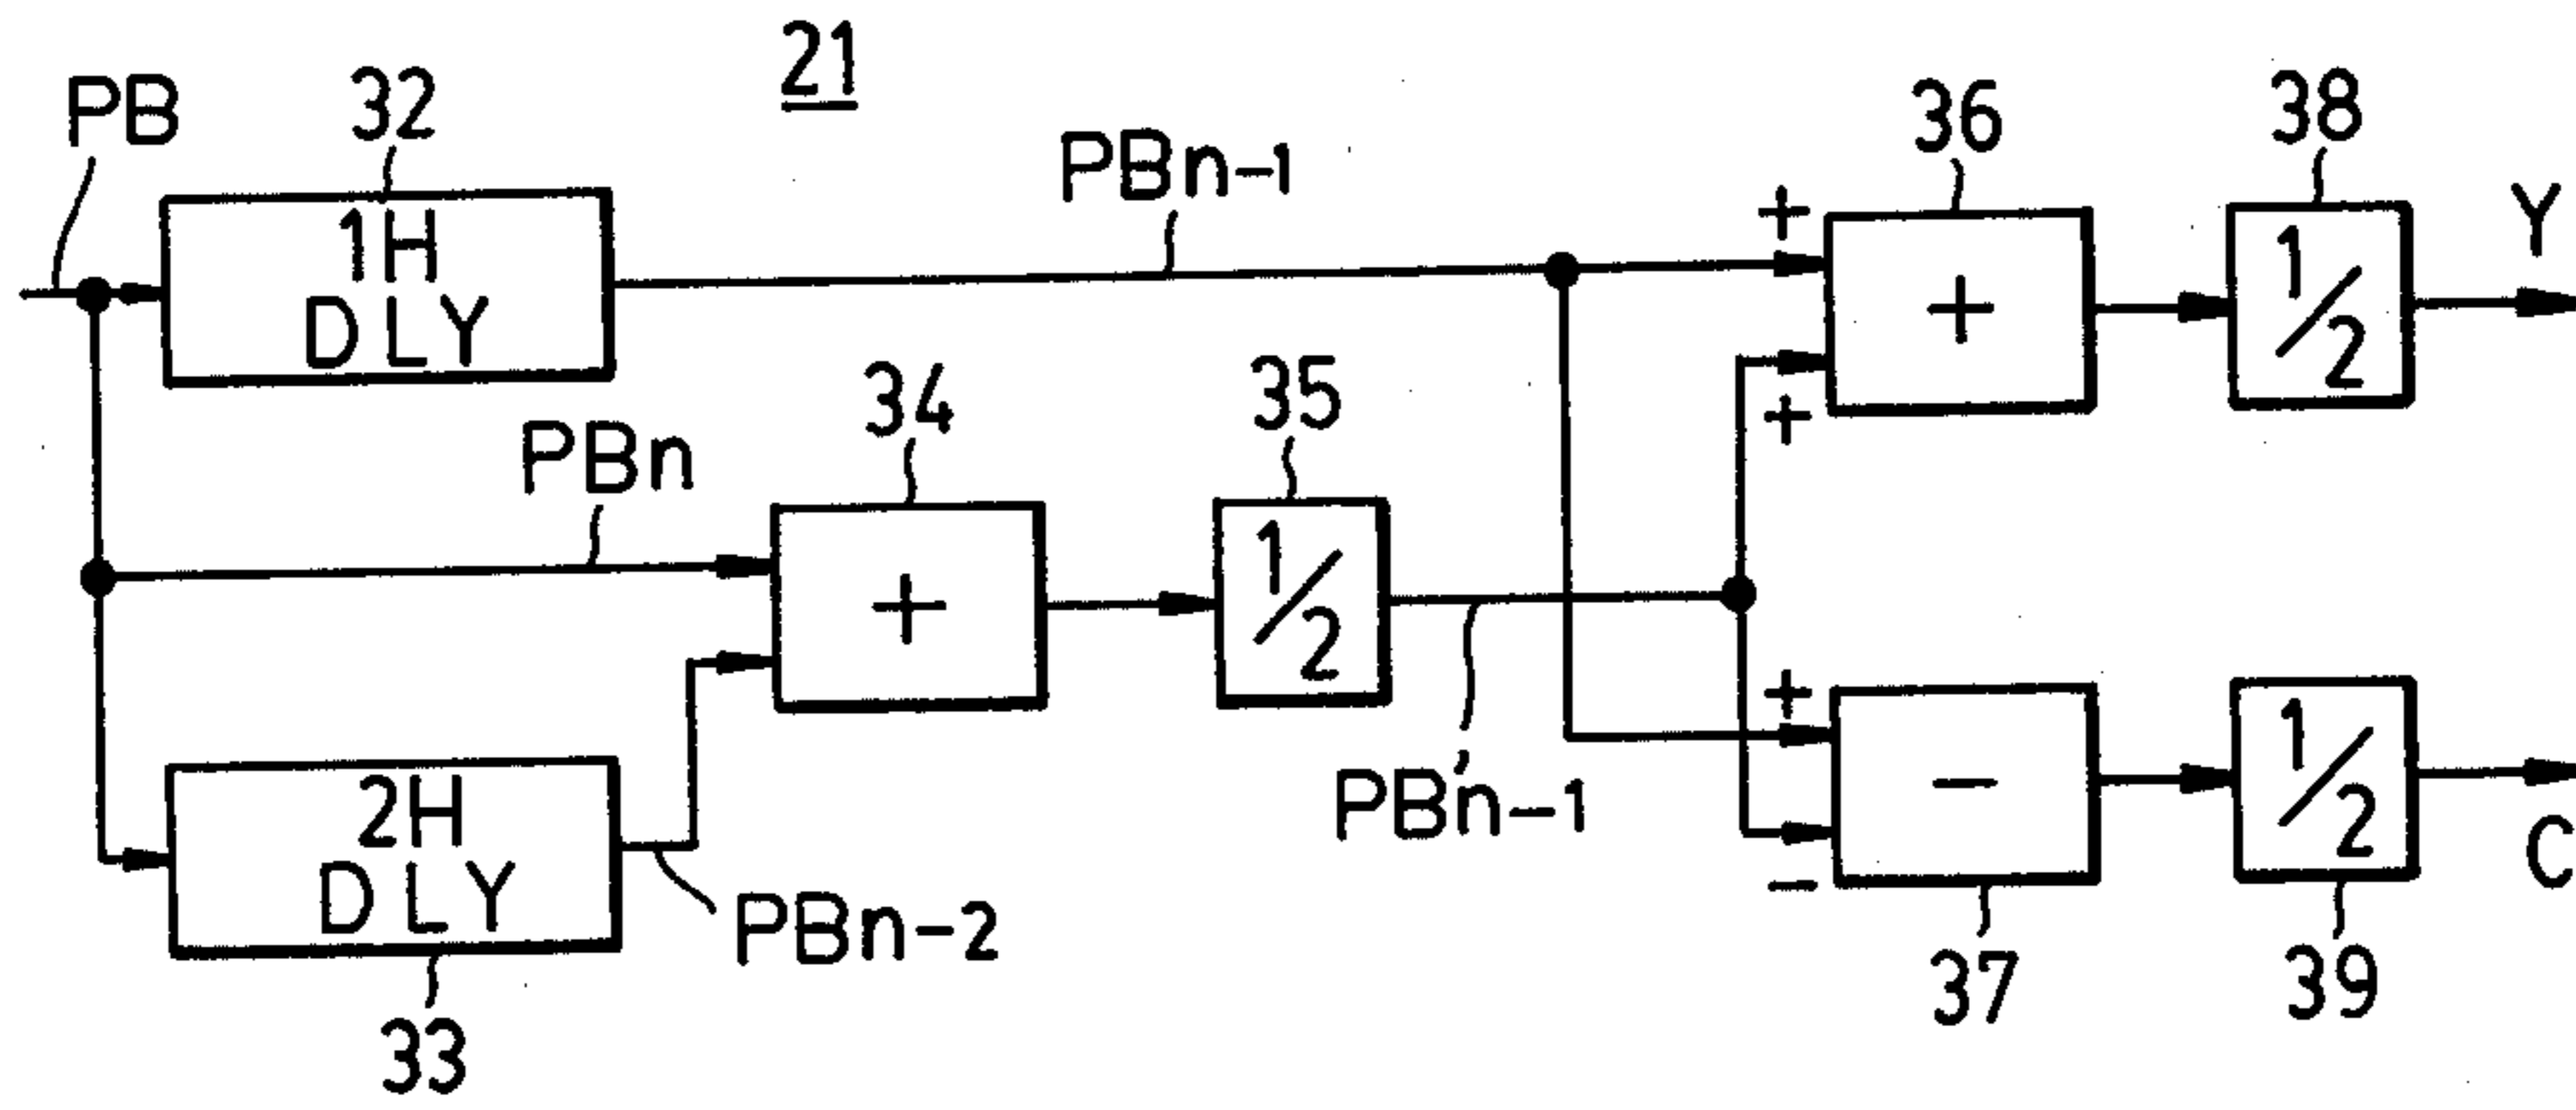 21
PB
32
1H
DLY
PBn-1
36
38
Y
+
+
+
1/2
PBn
34
35
+
1/2
PB'n-1
2H
DLY
33
PBn-2
+
-
-
37
1/2
39
C